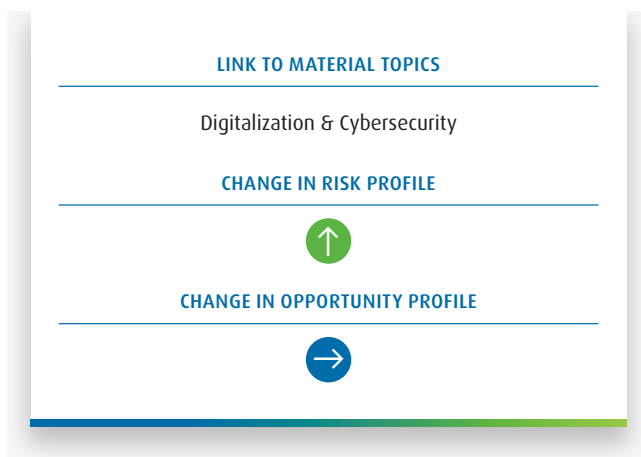 LINK TO MATERIAL TOPICS
Digitalization & Cybersecurity
CHANGE IN RISK PROFILE
CHANGE IN OPPORTUNITY PROFILE